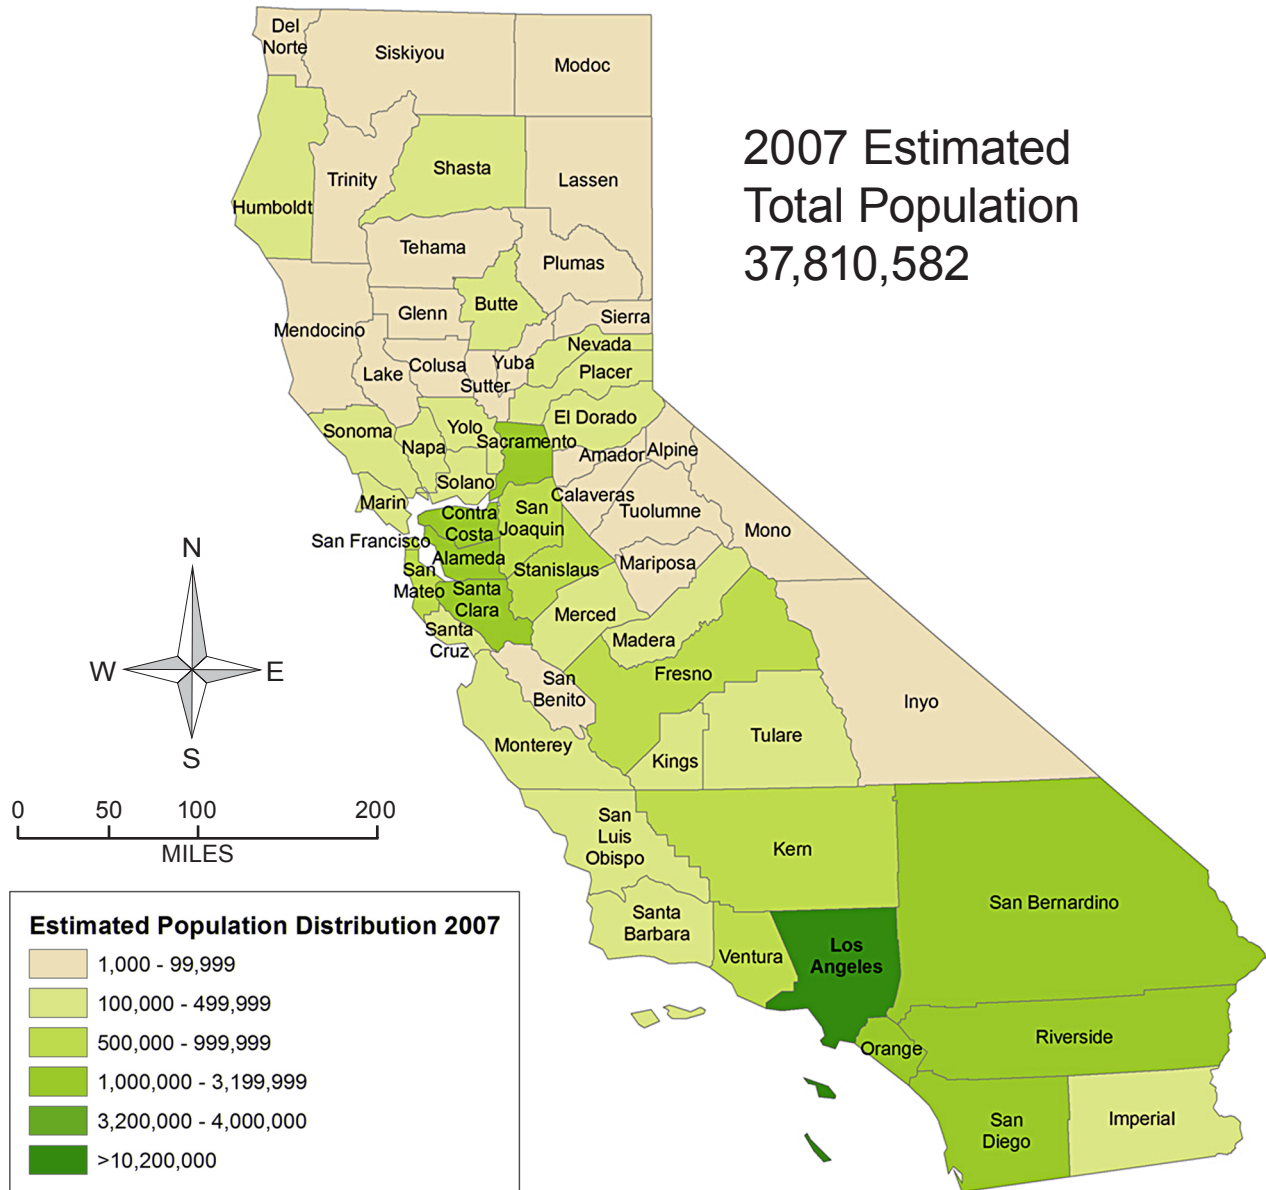 Del
Norte
Siskiyou
Modoc
2007 Estimated
Total Population
37,810,582
Shasta
Trinity
Lassen
Humboldt
Tehama
Plumas
Butte
Glenn
Sierra
Mendocino
Nevada
Yuba
Colusa
Placer
Lake
Sutter
El Dorado
Yolo
Sonoma
Sacramento
Napa
Alpine
Amador
Solano
Calaveras
Marin
San
Joaquin
Contra
Costa
Tuolumne
Mono
San Francisco
N
Alameda
Mariposa
Stanislaus
San
Mateo
Santa
Clara
Merced
Santa
Cruz
Madera
W
E
Fresno
San
Benito
Inyo
Tulare
Monterey
S
Kings
0 50 100 200
MILES
San
Luis
Obispo
Kern
San Bernardino
Santa
Barbara
Ventura
Los
Angeles
Orange
Riverside
San
Diego
Imperial
Estimated Population Distribution 2007
1,000 - 99,999
100,000 - 499,999
500,000 - 999,999
1,000,000 - 3,199,999
3,200,000 - 4,000,000
>10,200,000